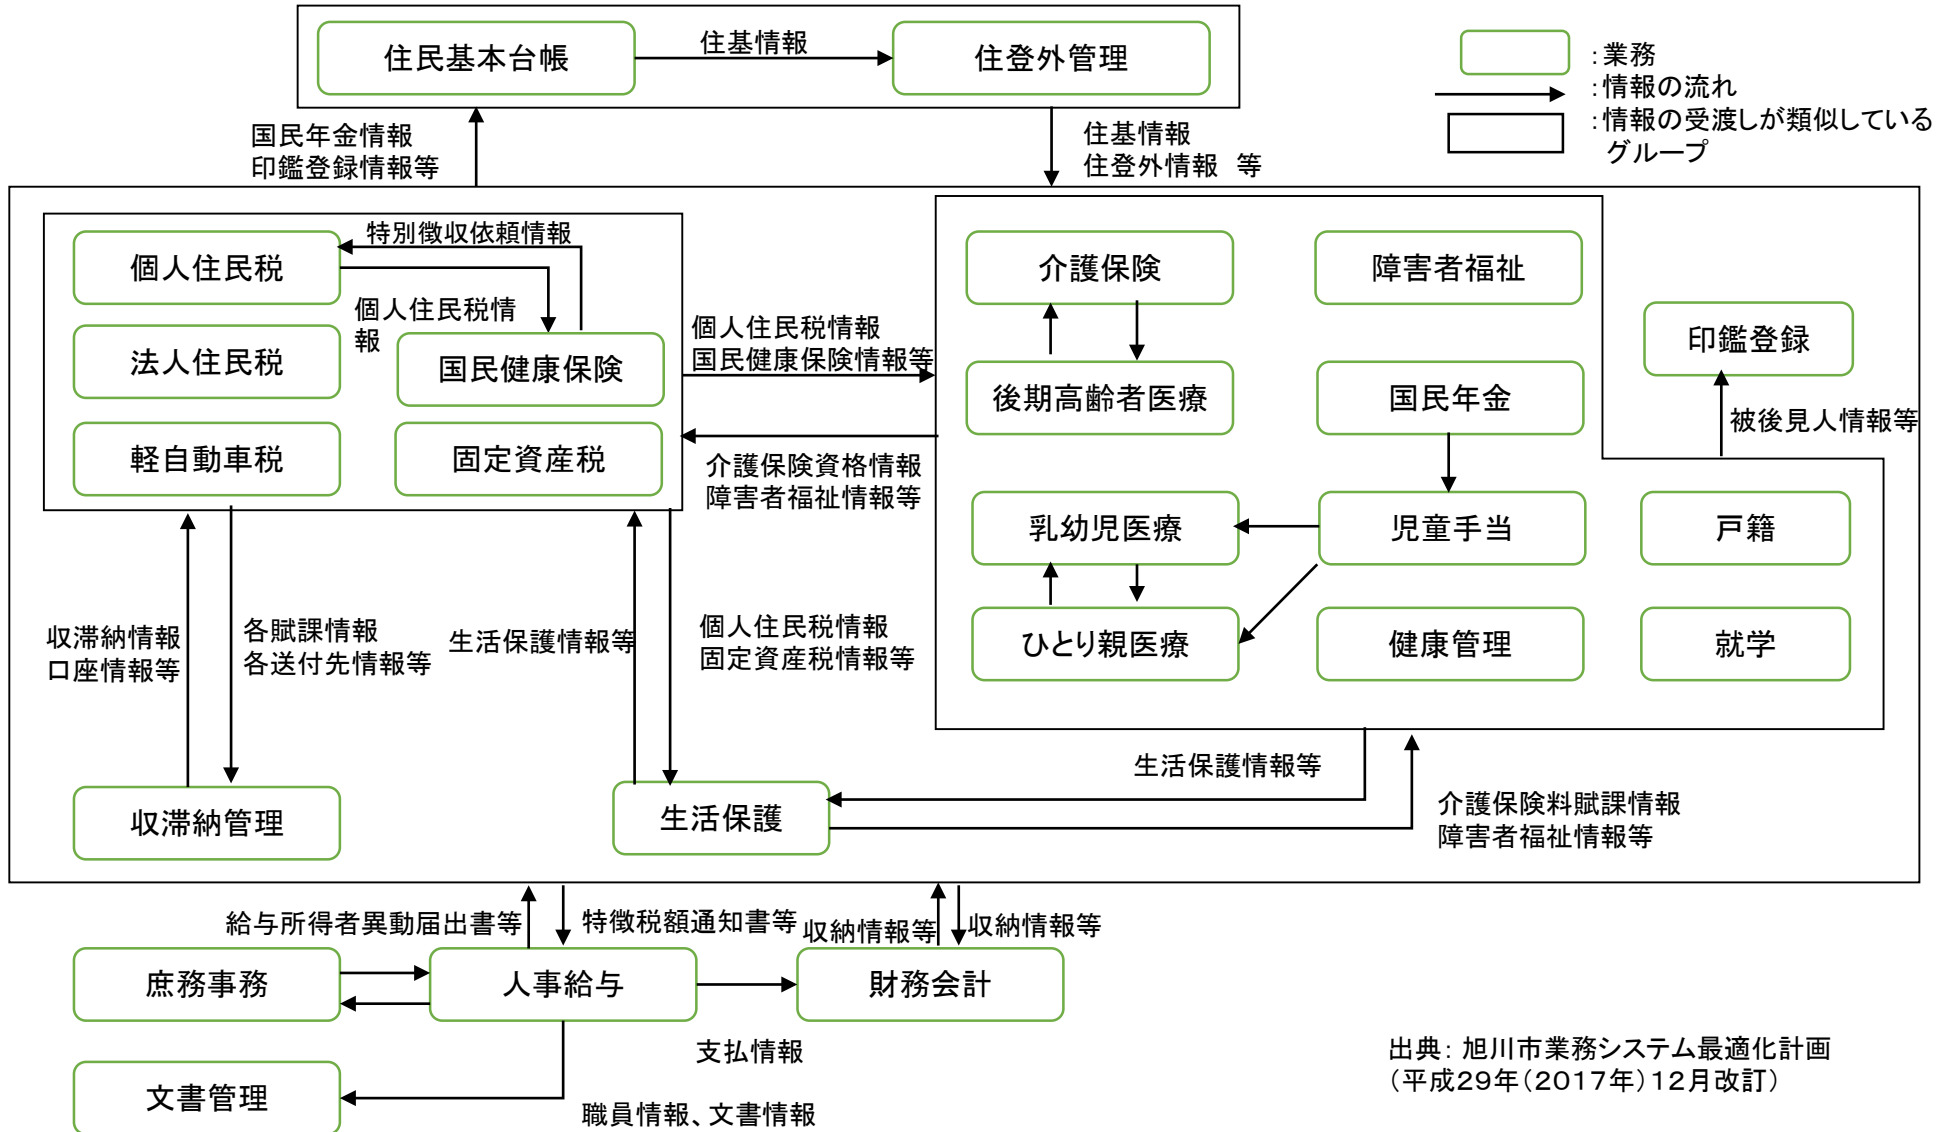 住民基本台帳
住基情報
住登外管理
：業務
：情報の流れ
：情報の受渡しが類似している
グループ
国民年金情報
印鑑登録情報等
住基情報
住登外情報　等
特別徴収依頼情報
個人住民税
個人住民税情
報
法人住民税
国民健康保険
軽自動車税
固定資産税
個人住民税情報
国民健康保険情報等
介護保険資格情報
障害者福祉情報等
介護保険
障害者福祉
印鑑登録
後期高齢者医療
国民年金
被後見人情報等
乳幼児医療
児童手当
戸籍
ひとり親医療
健康管理
就学
収滞納情報
口座情報等
各賦課情報
各送付先情報等
生活保護情報等
個人住民税情報
固定資産税情報等
生活保護情報等
介護保険料賦課情報
障害者福祉情報等
収滞納管理
生活保護
給与所得者異動届出書等
特徴税額通知書等
収納情報等
収納情報等
庶務事務
人事給与
財務会計
支払情報
文書管理
職員情報、文書情報
出典：旭川市業務システム最適化計画
（平成29年（2017年）12月改訂）